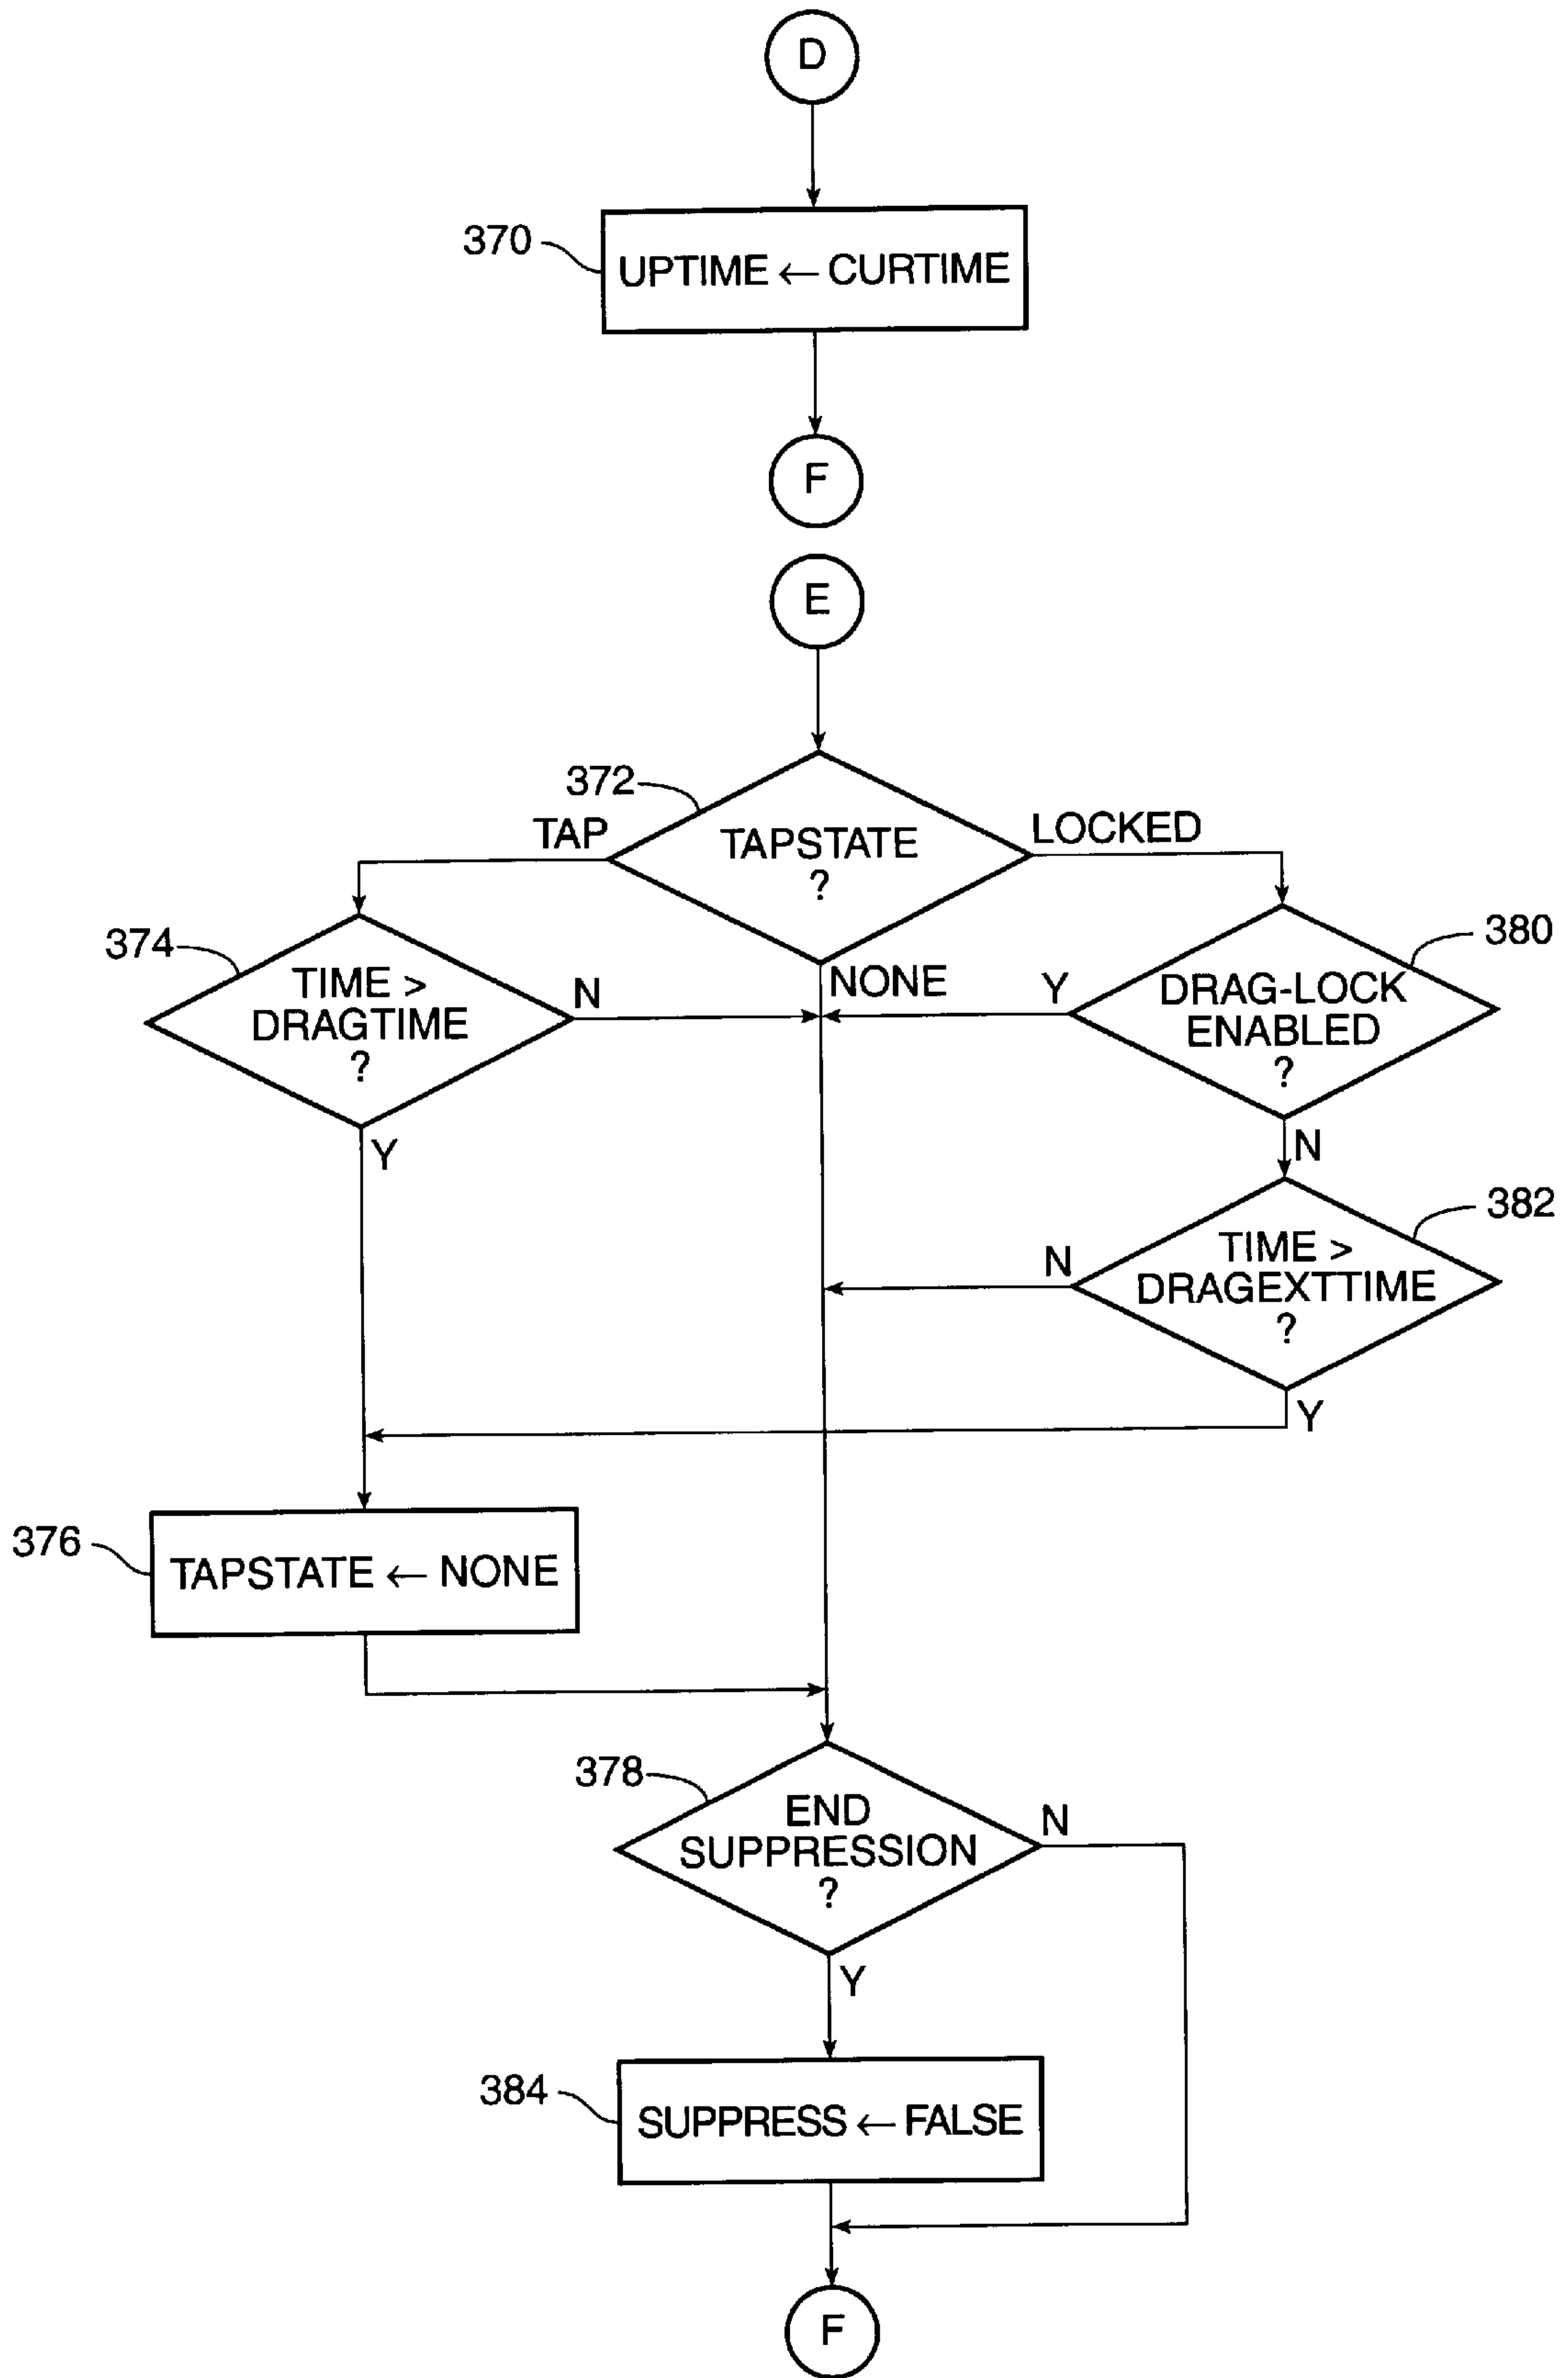 D
370
UPTIME ← CURTIME
F
E
372
TAP
TAPSTATE
?
LOCKED
374
TIME >
DRAGTIME
?
N
Y
NONE
380
DRAG-LOCK
ENABLED
?
Y
N
382
TIME >
DRAGEXTTIME
?
N
Y
376
TAPSTATE ← NONE
378
END
SUPPRESSION
?
N
Y
384
SUPPRESS ← FALSE
F